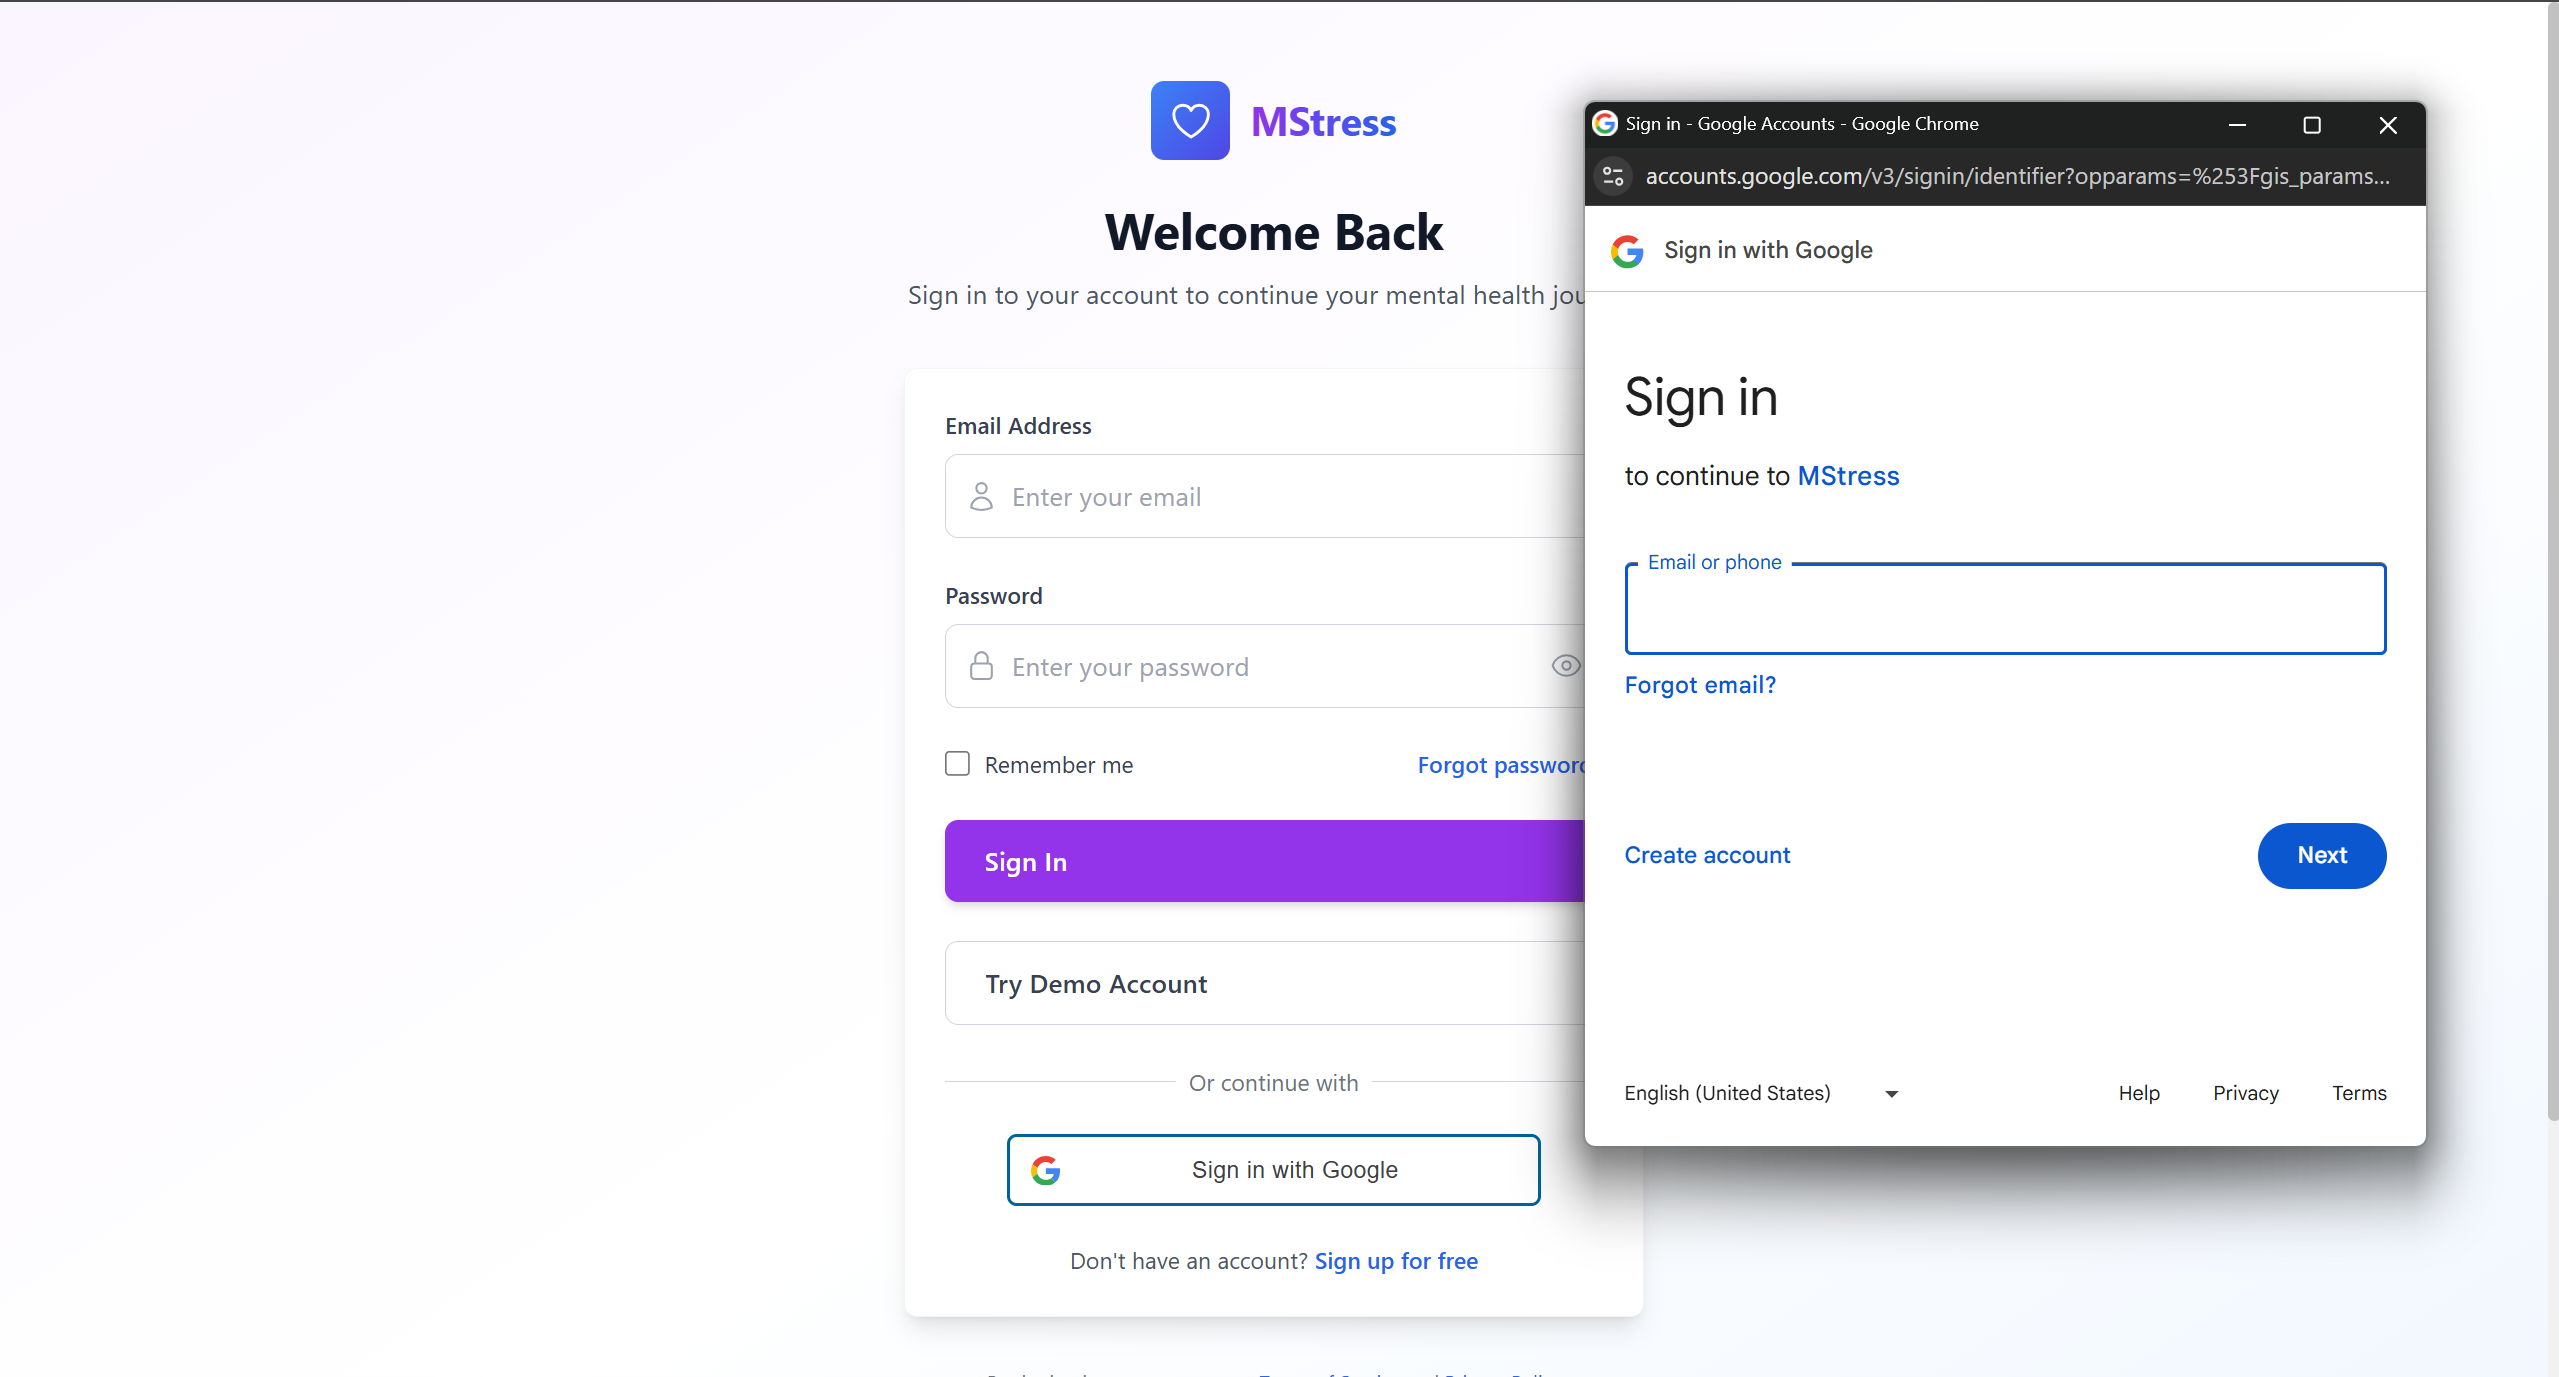 MStress
Welcome Back
Sign in to your account to continue your mental health
Email Address
Enter your email
Password
Enter your password
Remember me
Forgot password
Sign In
Try Demo Account
Or continue with
Sign in with Google
Don't have an account? Sign up for free
Sign in - Google Accounts - Google Chrome
accounts.google.com/v3/signin/identifier?opparams=%253Fgis_params...
Sign in with Google
Sign in
to continue to MStress
Email or phone
Forgot email?
Create account
Next
English (United States)
Help
Privacy
Terms